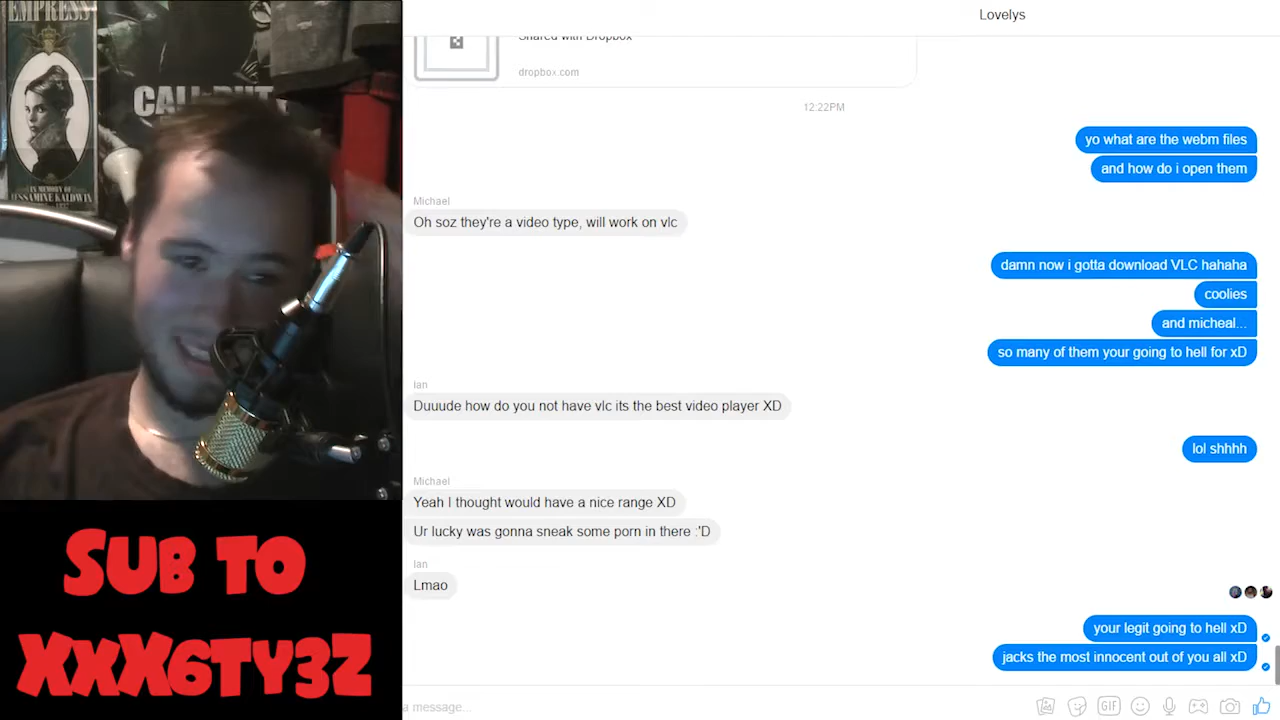 EMPRESS
IN MEMORY OF
JESSAMINE KALDWIN
CALL OF DUTY
SUB TO
XXX6TY3Z
Lovelys
Shared with Dropbox
dropbox.com
12:22PM
yo what are the webm files
and how do i open them
Michael
Oh soz they're a video type, will work on vlc
damn now i gotta download VLC hahaha
coolies
and micheal...
so many of them your going to hell for xD
Ian
Duuude how do you not have vlc its the best video player XD
lol shhhh
Michael
Yeah I thought would have a nice range XD
Ur lucky was gonna sneak some porn in there :'D
Ian
Lmao
your legit going to hell xD
jacks the most innocent out of you all xD
a message...
GIF